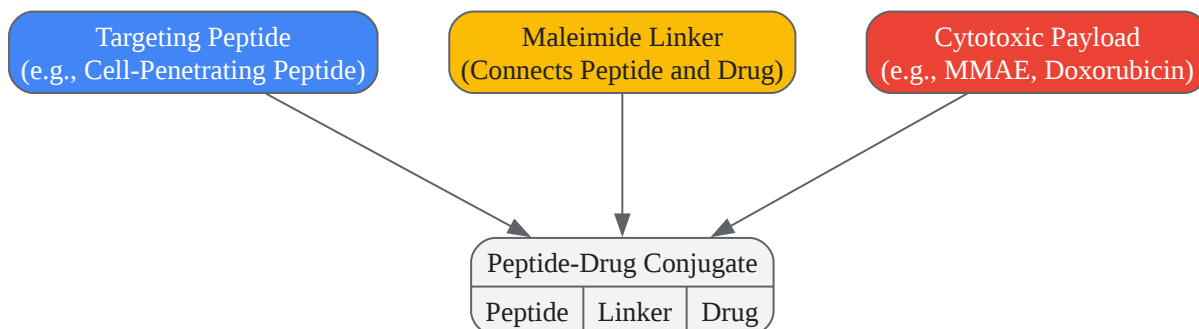 Targeting Peptide
(e.g., Cell-Penetrating Peptide)
Maleimide Linker
(Connects Peptide and Drug)
Cytotoxic Payload
(e.g., MMAE, Doxorubicin)
Peptide-Drug Conjugate
Peptide
Linker
Drug